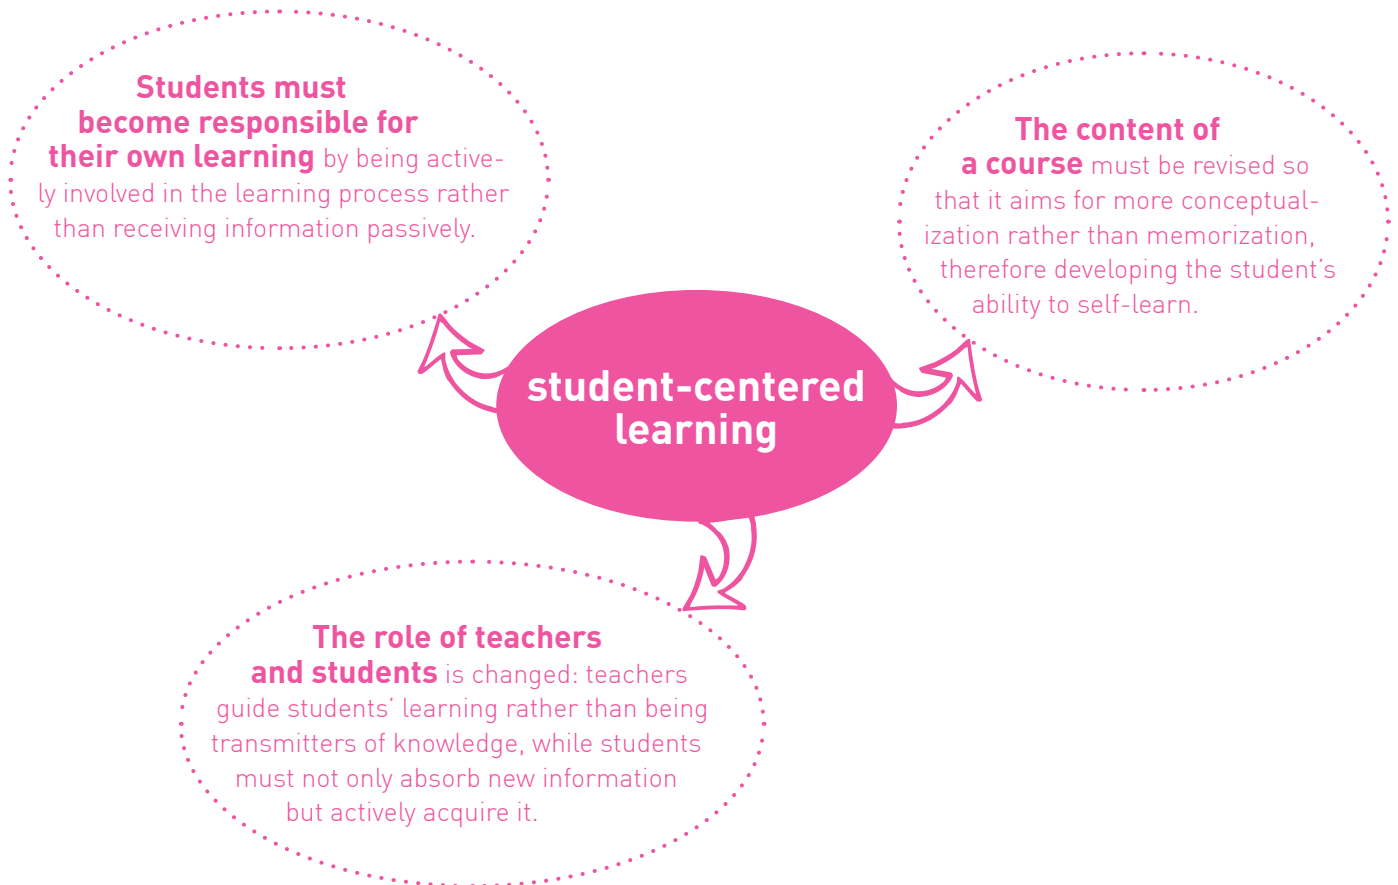 Students must
become responsible for
their own learning by being active-
ly involved in the learning process rather
than receiving information passively.
The content of
a course must be revised so
that it aims for more conceptual-
ization rather than memorization,
therefore developing the student's
ability to self-learn.
student-centered
learning
The role of teachers
and students is changed: teachers
guide students' learning rather than being
transmitters of knowledge, while students
must not only absorb new information
but actively acquire it.